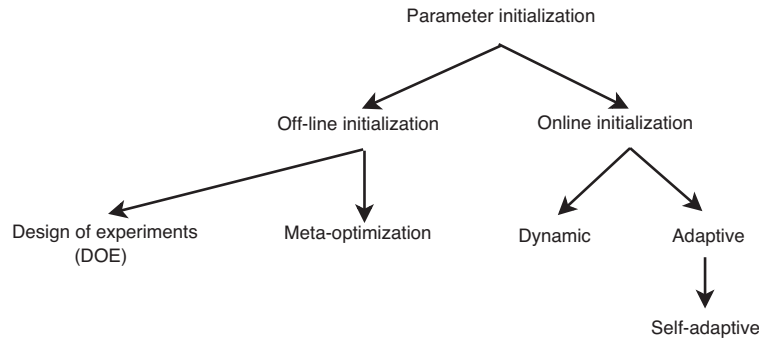 Parameter initialization
Off-line initialization
Online initialization
Design of experiments
(DOE)
Meta-optimization
Dynamic
Adaptive
Self-adaptive